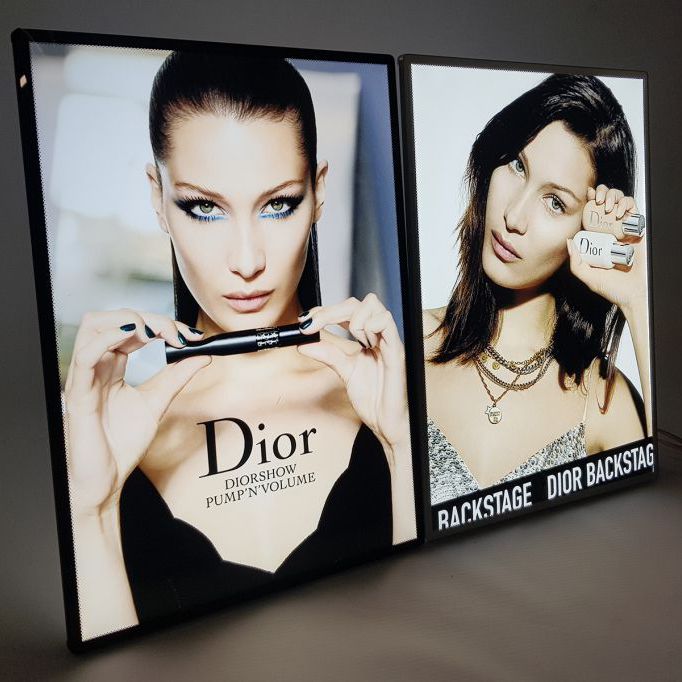 Dior
DIORSHOW
PUMP'N'VOLUME
Dior
Dior
BACKSTAGE DIOR BACKSTAG